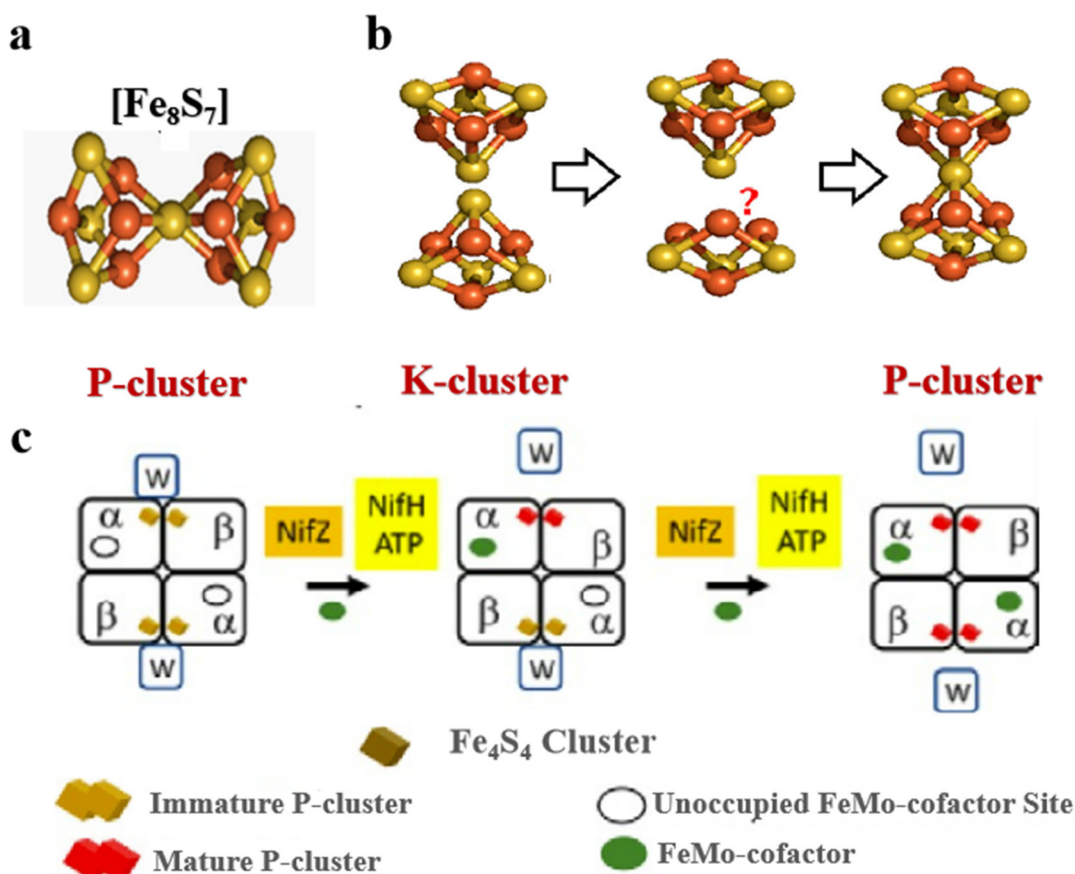 a
b
[Fe₈S₇]
?
P-cluster
K-cluster
P-cluster
c
W
α
β
β
α
W
NifZ
NifH
ATP
W
α
β
β
α
W
NifZ
NifH
ATP
W
α
β
β
α
W
Fe₄S₄ Cluster
Immature P-cluster
Unoccupied FeMo-cofactor Site
Mature P-cluster
FeMo-cofactor